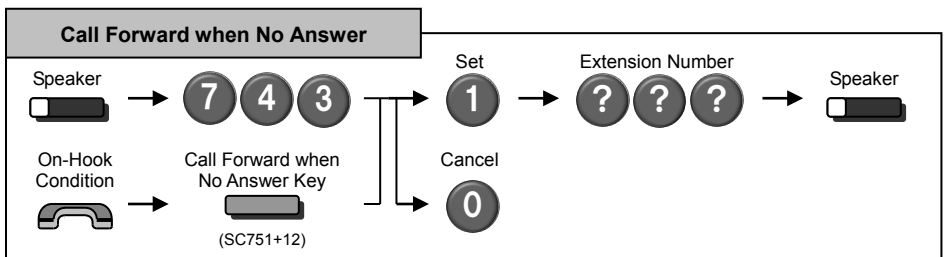 Call Forward when No Answer
Speaker
7 4 3
Set
1
Extension Number
? ? ?
Speaker
On-Hook
Condition
Call Forward when
No Answer Key
(SC751+12)
Cancel
0